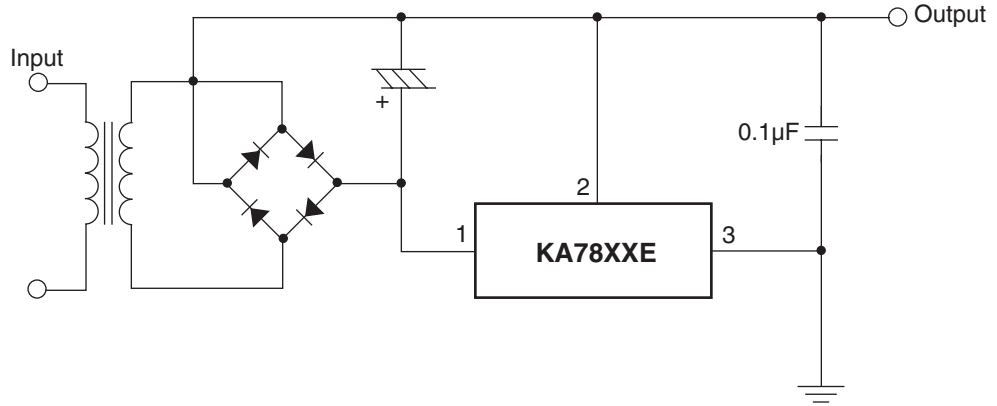 Output
Input
+
0.1µF
2
1
KA78XXE
3